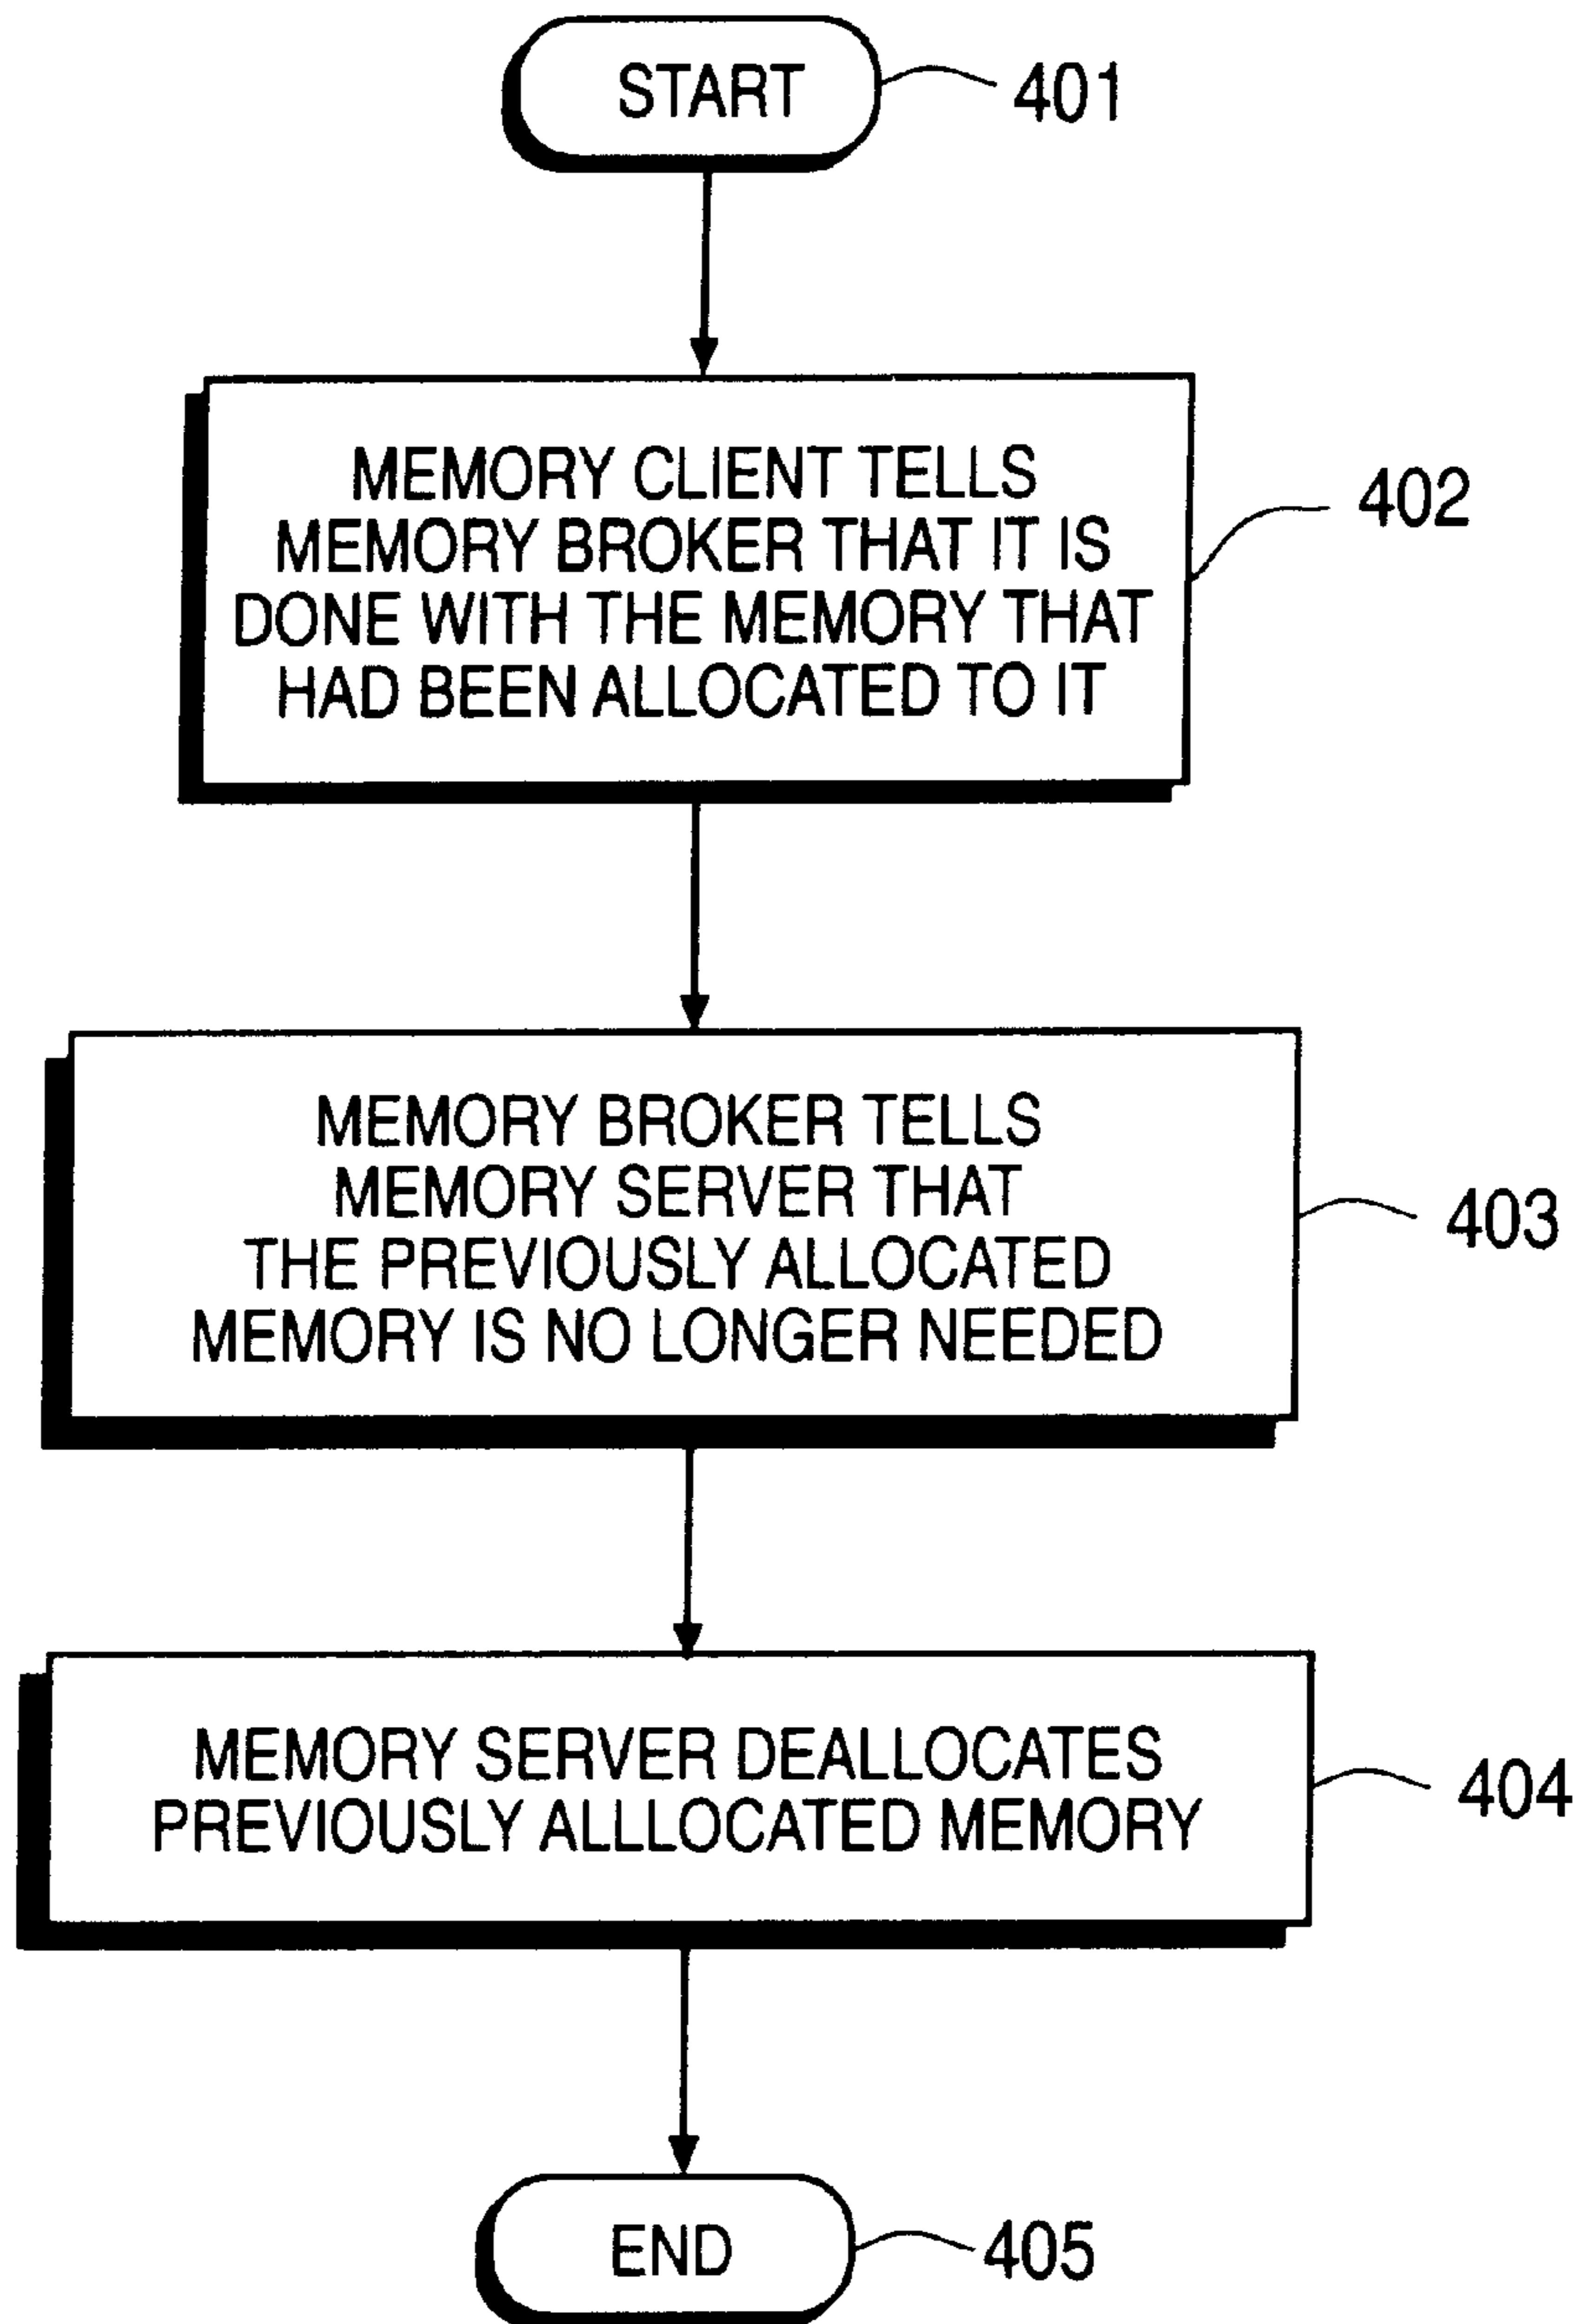 START
401
MEMORY CLIENT TELLS
MEMORY BROKER THAT IT IS
DONE WITH THE MEMORY THAT
HAD BEEN ALLOCATED TO IT
402
MEMORY BROKER TELLS
MEMORY SERVER THAT
THE PREVIOUSLY ALLOCATED
MEMORY IS NO LONGER NEEDED
403
MEMORY SERVER DEALLOCATES
PREVIOUSLY ALLLOCATED MEMORY
404
END
405